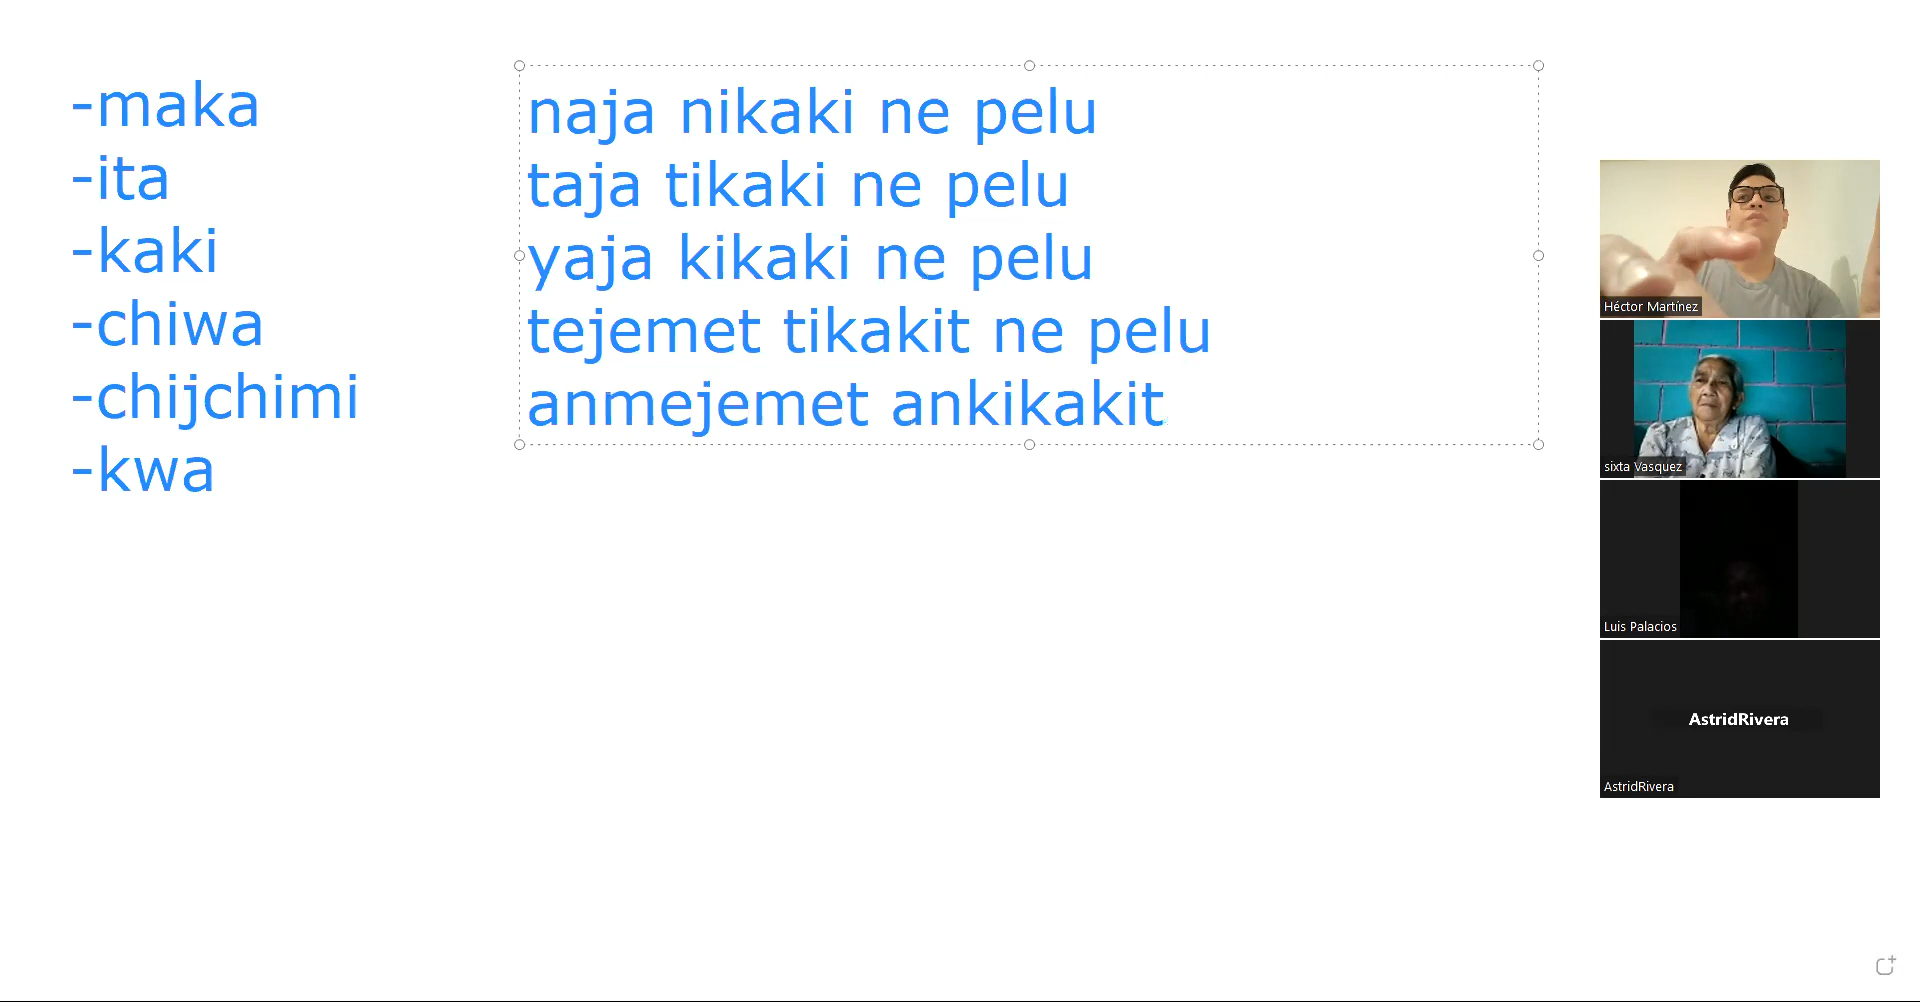 -maka
-ita
-kaki
-chiwa
-chijchimi
-kwa
naja nikaki ne pelu
taja tikaki ne pelu
yaja kikaki ne pelu
tejemet tikakit ne pelu
anmejemet ankikakit
Héctor Martínez
sixta Vasquez
Luis Palacios
AstridRivera
AstridRivera